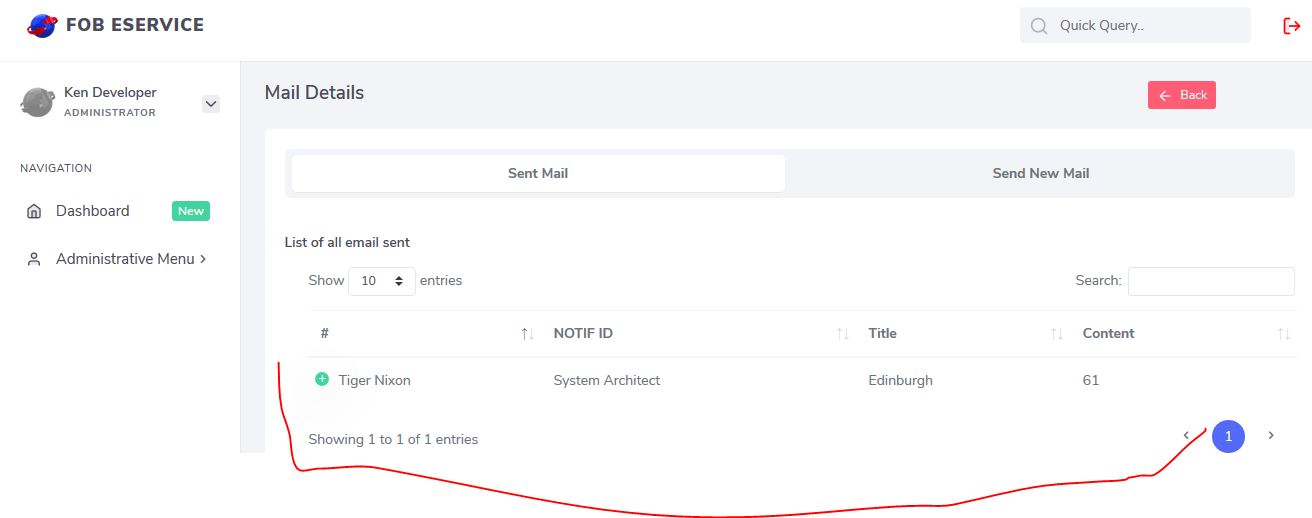 FOB ESERVICE
Quick Query..
Ken Developer
ADMINISTRATOR
Mail Details
Back
NAVIGATION
Sent Mail Send New Mail
Dashboard New
List of all email sent
Administrative Menu
Show 10 entries Search:
# NOTIF ID Title Content
Tiger Nixon System Architect Edinburgh 61
Showing 1 to 1 of 1 entries
1